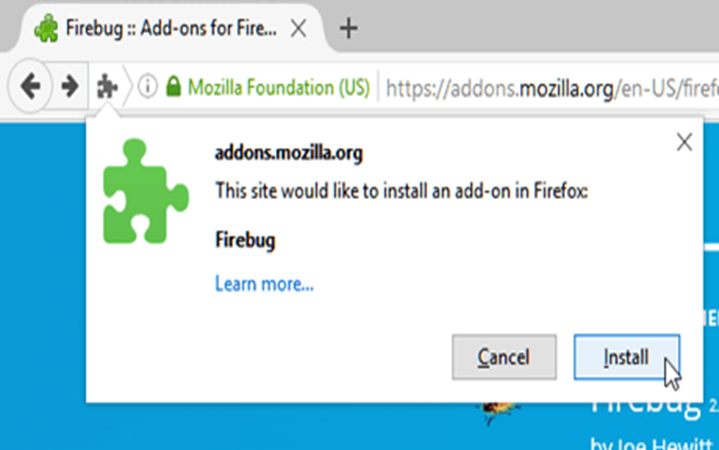 Firebug :: Add-ons for Fire...
Mozilla Foundation (US) https://addons.mozilla.org/en-US/firef
addons.mozilla.org
This site would like to install an add-on in Firefox:
Firebug
Learn more...
Cancel Install
Firebug 2.
by Joe Hewitt